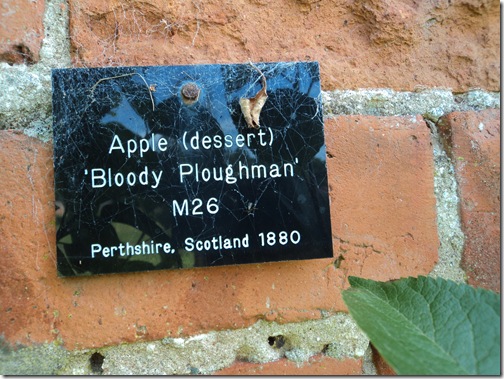 Apple (dessert)
'Bloody Ploughman'
M26
Perthshire, Scotland 1880